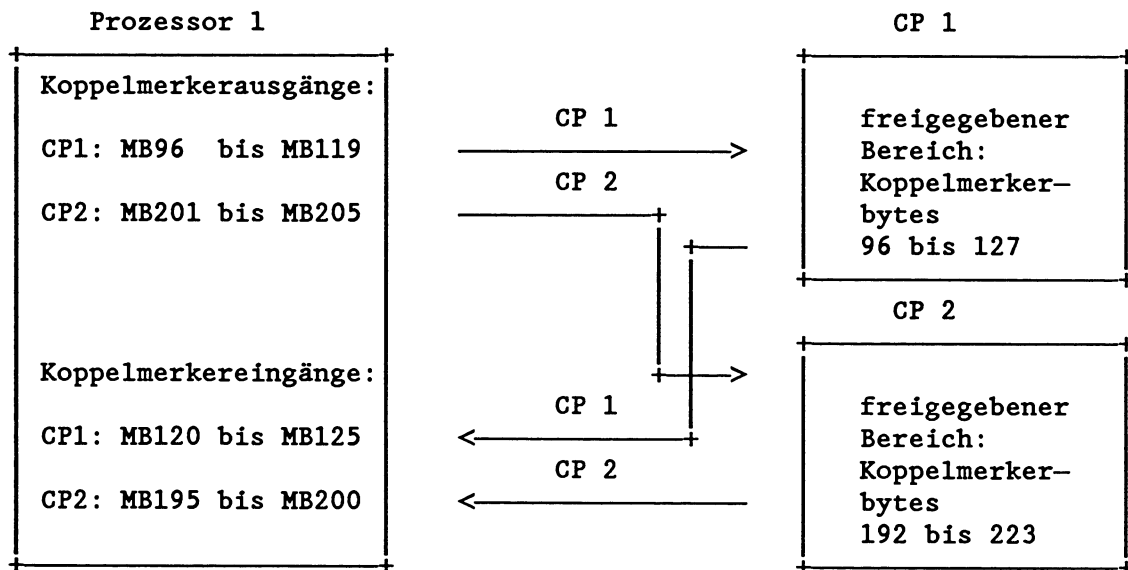 Prozessor 1
Koppelmerkerausgänge:
CP1: MB96 bis MB119
CP2: MB201 bis MB205
Koppelmerkereingänge:
CP1: MB120 bis MB125
CP2: MB195 bis MB200
CP 1
CP 2
CP 1
CP 2
CP 1
freigegebener
Bereich:
Koppelmerker—
bytes
96 bis 127
CP 2
freigegebener
Bereich:
Koppelmerker—
bytes
192 bis 223